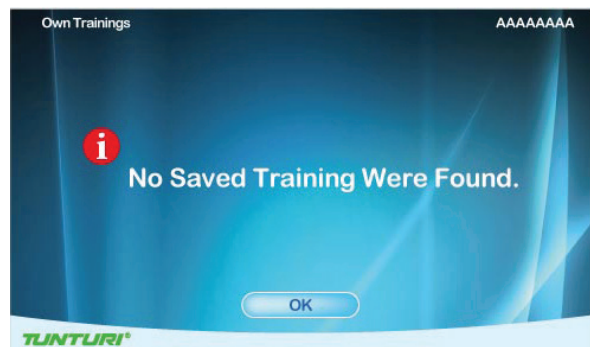 Own Trainings
AAAAAAAA
i
No Saved Training Were Found.
OK
TUNTURI®